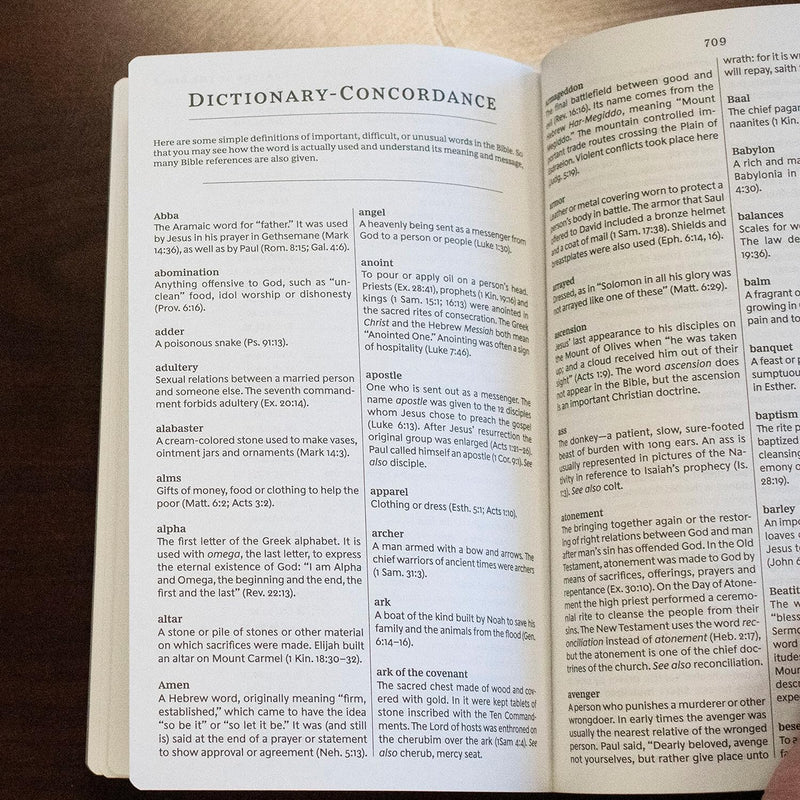 DICTIONARY-CONCORDANCE
Here are some simple definitions of important, difficult, or unusual words in the Bible. So
that you may see how the word is actually used and understand its meaning and message,
many Bible references are also given.
Abba
The Aramaic word for “father.” It was used
by Jesus in his prayer in Gethsemane (Mark
14:36), as well as by Paul (Rom. 8:15; Gal. 4:6).
abomination
Anything offensive to God, such as “un-
clean” food, idol worship or dishonesty
(Prov. 6:16).
adder
A poisonous snake (Ps. 91:13).
adultery
Sexual relations between a married person
and someone else. The seventh command-
ment forbids adultery (Ex. 20:14).
alabaster
A cream-colored stone used to make vases,
ointment jars and ornaments (Mark 14:3).
alms
Gifts of money, food or clothing to help the
poor (Matt. 6:2; Acts 3:2).
alpha
The first letter of the Greek alphabet. It is
used with omega, the last letter, to express
the eternal existence of God: “I am Alpha
and Omega, the beginning and the end, the
first and the last” (Rev. 22:13).
altar
A stone or pile of stones or other material
on which sacrifices were made. Elijah built
an altar on Mount Carmel (1 Kin. 18:30–32).
Amen
A Hebrew word, originally meaning “firm,
established,” which came to have the idea
“so be it” or “so let it be.” It was (and still
is) said at the end of a prayer or statement
to show approval or agreement (Neh. 5:13).
angel
A heavenly being sent as a messenger from
God to a person or people (Luke 1:30).
anoint
To pour or apply oil on a person’s head.
Priests (Ex. 28:41), prophets (1 Kin. 19:16) and
kings (1 Sam. 15:1; 16:13) were anointed in
the sacred rites of consecration. The Greek
Christ and the Hebrew Messiah both mean
“Anointed One.” Anointing was often a sign
of hospitality (Luke 7:46).
apostle
One who is sent out as a messenger. The
name apostle was given to the 12 disciples
whom Jesus chose to preach the gospel
(Luke 6:13). After Jesus’ resurrection the
original group was enlarged (Acts 1:21–26).
Paul called himself an apostle (1 Cor. 9:1). See
also disciple.
apparel
Clothing or dress (Esth. 5:1; Acts 1:10).
archer
A man armed with a bow and arrows. The
chief warriors of ancient times were archers
(1 Sam. 31:3).
ark
A boat of the kind built by Noah to save his
family and the animals from the flood (Gen.
6:14–16).
ark of the covenant
The sacred chest made of wood and cov-
ered with gold. In it were kept tablets of
stone inscribed with the Ten Command-
ments. The Lord of hosts was enthroned on
the cherubim over the ark (1 Sam. 4:4). See
also cherub, mercy seat.
709
final battlefield between good and
(Rev. 16:16). Its name comes from the
Hebrew Har-Megiddo, meaning “Mount
Megiddo.” The mountain controlled im-
portant trade routes crossing the Plain of
Esdraelon. Violent conflicts took place here
(Judg. 5:19).
armor
Leather or metal covering worn to protect a
person’s body in battle. The armor that Saul
offered to David included a bronze helmet
and a coat of mail (1 Sam. 17:38). Shields and
breastplates were also used (Eph. 6:14, 16).
arrayed
Dressed, as in “Solomon in all his glory was
not arrayed like one of these” (Matt. 6:29).
ascension
Jesus’ last appearance to his disciples on
the Mount of Olives when “he was taken
up; and a cloud received him out of their
sight” (Acts 1:9). The word ascension does
not appear in the Bible, but the ascension
is an important Christian doctrine.
ass
The donkey—a patient, slow, sure-footed
beast of burden with long ears. An ass is
usually represented in pictures of the Na-
tivity in reference to Isaiah’s prophecy (Is.
1:3). See also colt.
atonement
The bringing together again or the restor-
ing of right relations between God and man
after man’s sin has offended God. In the Old
Testament, atonement was made to God by
means of sacrifices, offerings, prayers and
repentance (Ex. 30:10). On the Day of Atone-
ment the high priest performed a ceremo-
nial rite to cleanse the people from their
sins. The New Testament uses the word rec-
onciliation instead of atonement (Heb. 2:17),
but the atonement is one of the chief doc-
trines of the church. See also reconciliation.
avenger
A person who punishes a murderer or other
wrongdoer. In early times the avenger was
usually the nearest relative of the wronged
person. Paul said, “Dearly beloved, avenge
not yourselves, but rather give place unto
wrath: for it is
will repay, saith
Baal
The chief pagan
naanites (1 Kin.
Babylon
A rich and
Babylonia in
4:30).
balances
Scales for
The law
19:36).
balm
A fragrant
growing in
pain and to
banquet
A feast or
sumptuous
in Esther.
baptism
The rite
baptized
cleansing
emony
28:19).
barley
An
loaves
Jesus
(John
The
“bless
word